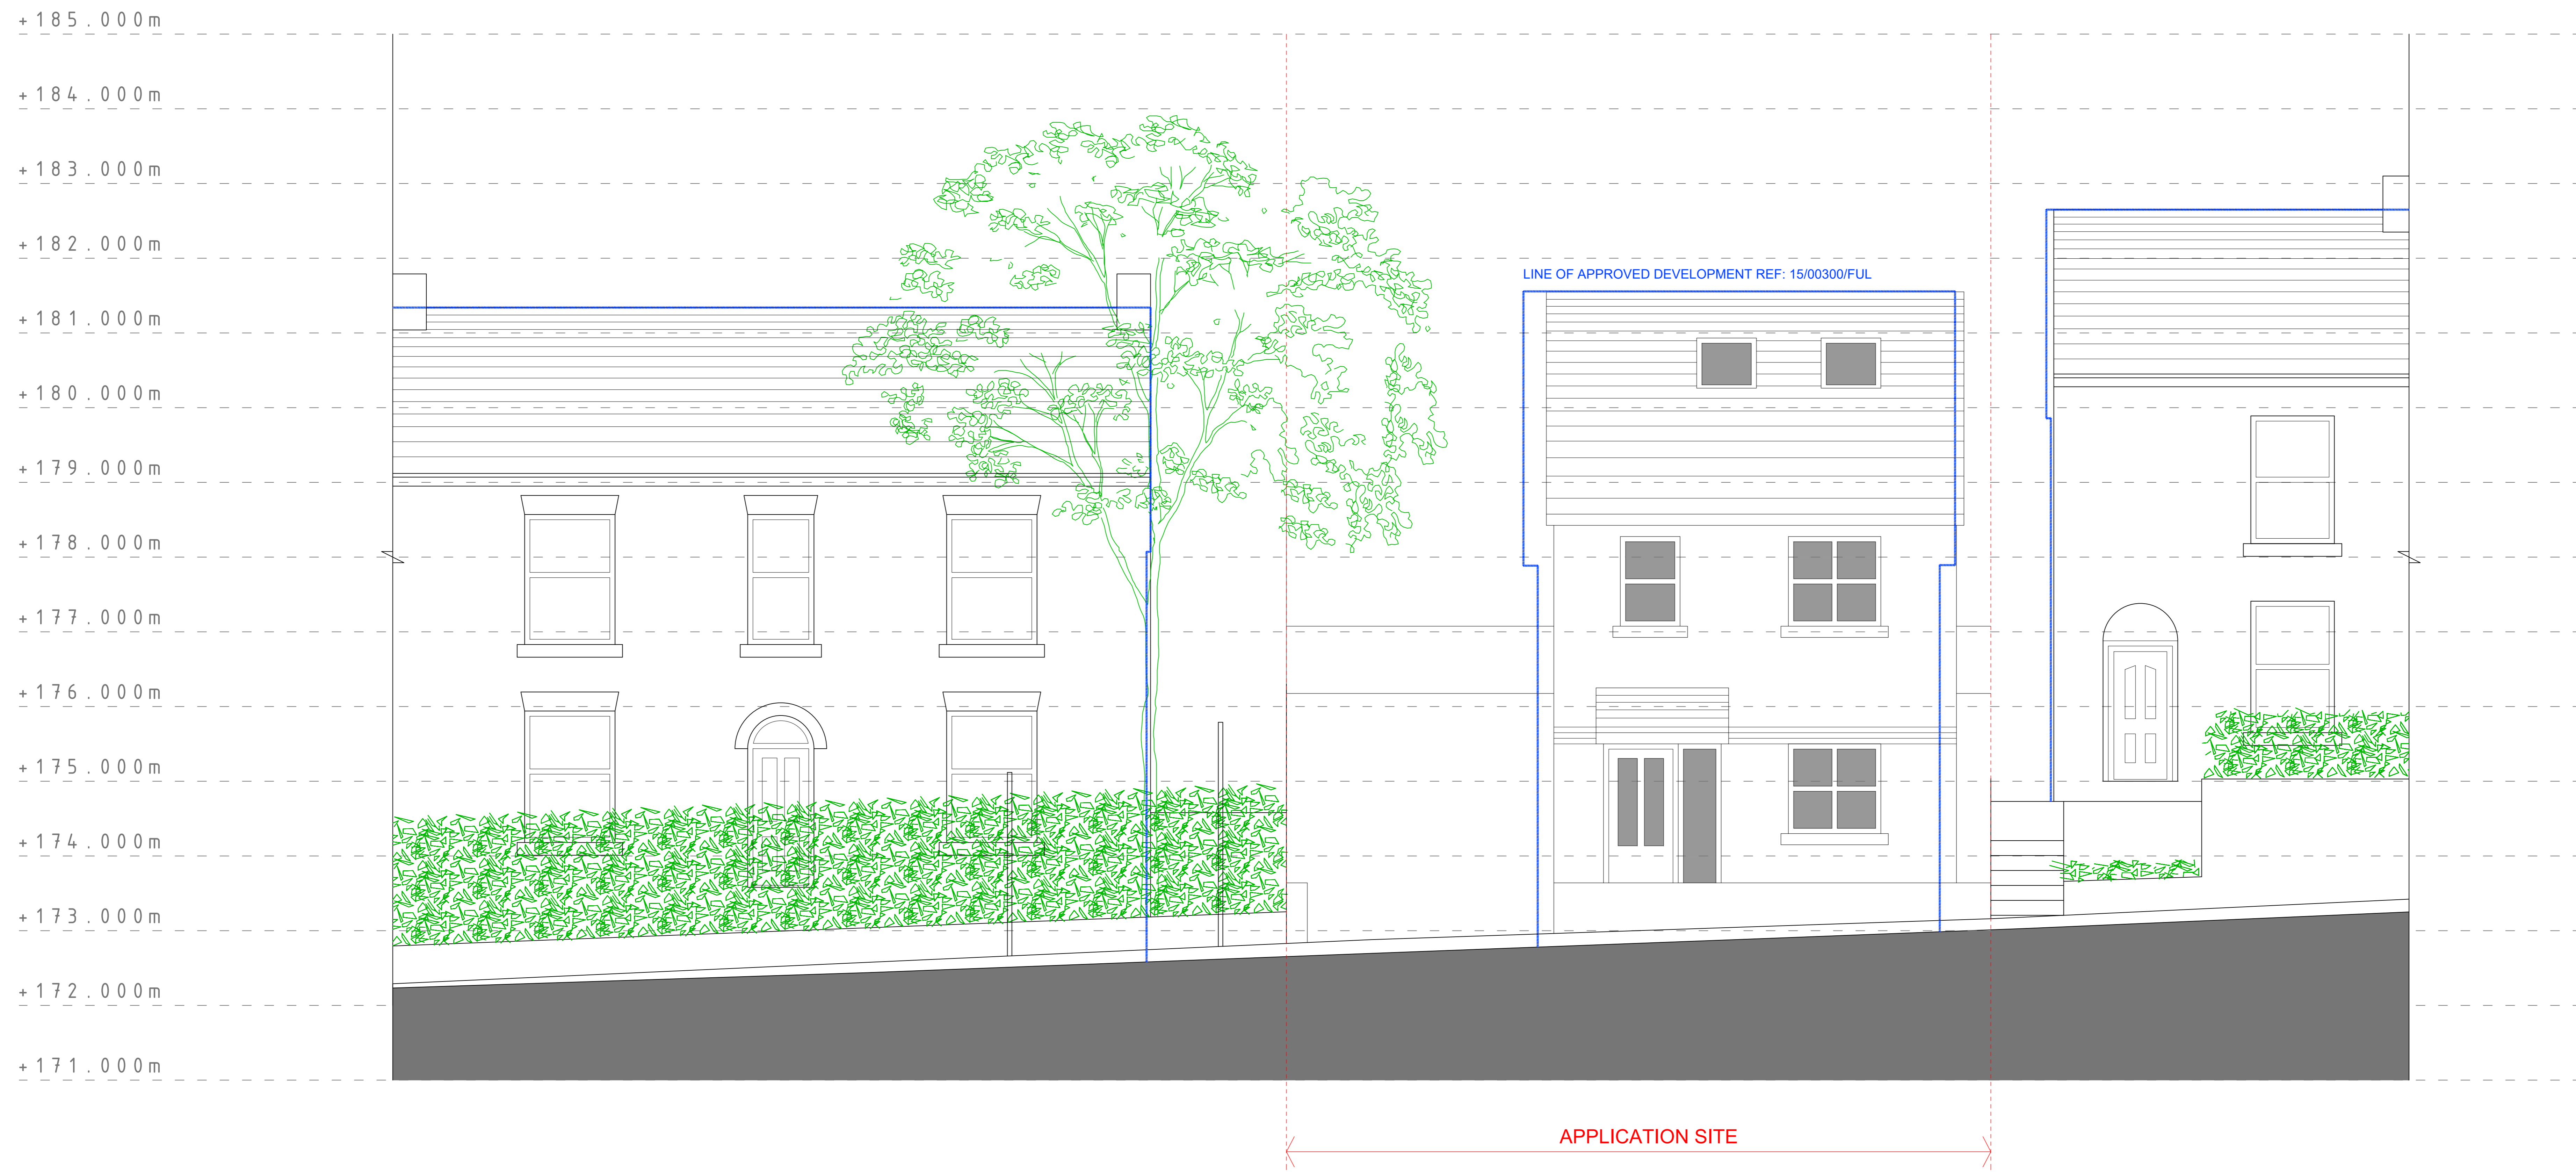 +185.000m
+184.000m
+183.000m
+182.000m
LINE OF APPROVED DEVELOPMENT REF: 15/00300/FUL
+181.000m
+180.000m
+179.000m
+178.000m
+177.000m
+176.000m
+175.000m
+174.000m
+173.000m
+172.000m
+171.000m
APPLICATION SITE